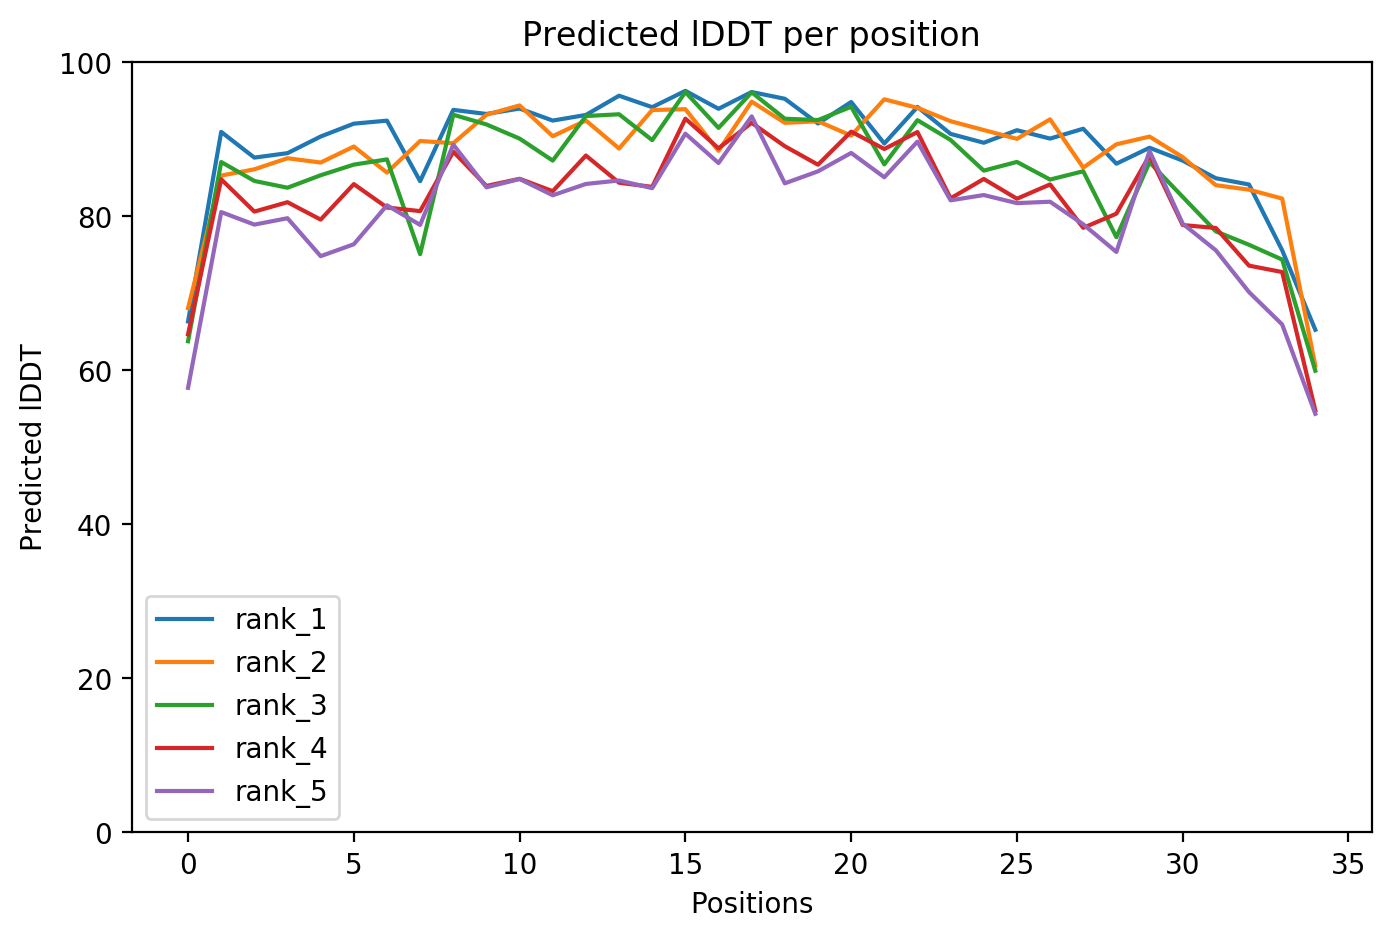 Predicted lDDT per position
Predicted lDDT
100
80
60
40
20
0
rank_1
rank_2
rank_3
rank_4
rank_5
0 5 10 15 20 25 30 35
Positions